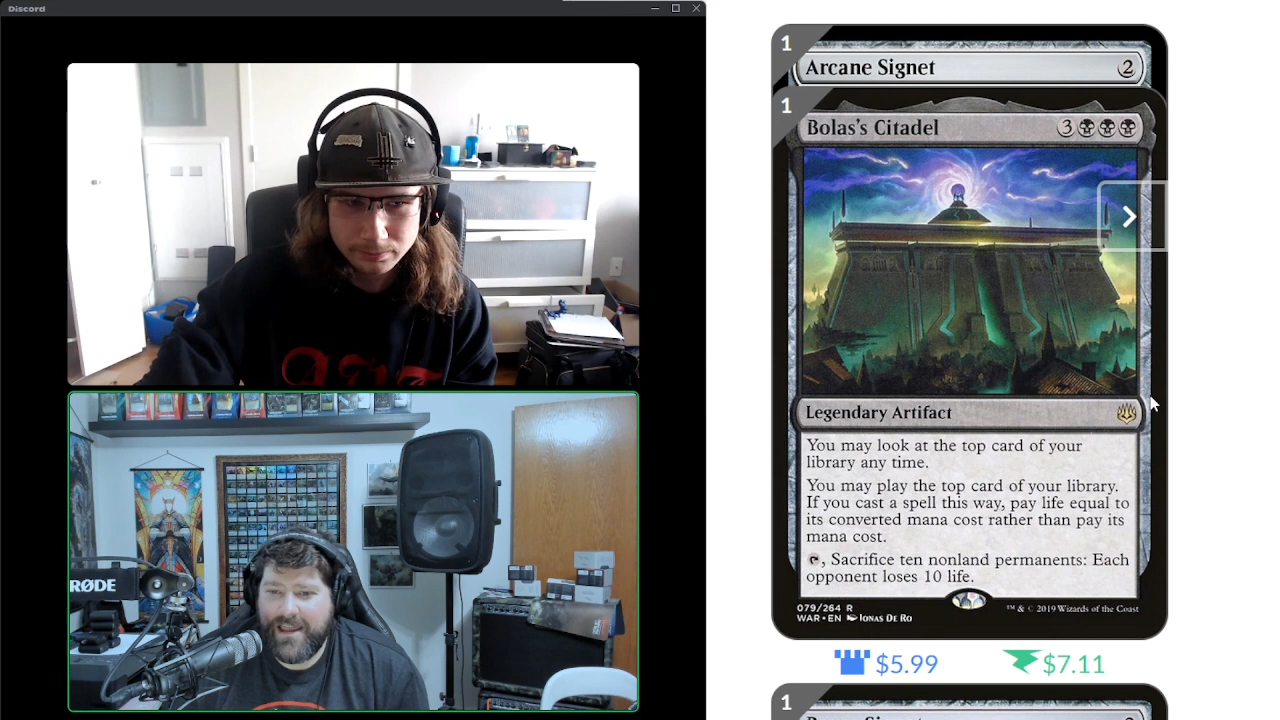 Discord
RØDE
1
Arcane Signet
2
1
Bolas's Citadel
3
Legendary Artifact
You may look at the top card of your
library any time.
You may play the top card of your library.
If you cast a spell this way, pay life equal to
its converted mana cost rather than pay its
mana cost.
, Sacrifice ten nonland permanents: Each
opponent loses 10 life.
079/264 R
WAR • EN Jonas De Ro
™ & © 2019 Wizards of the Coast
$5.99
$7.11
1